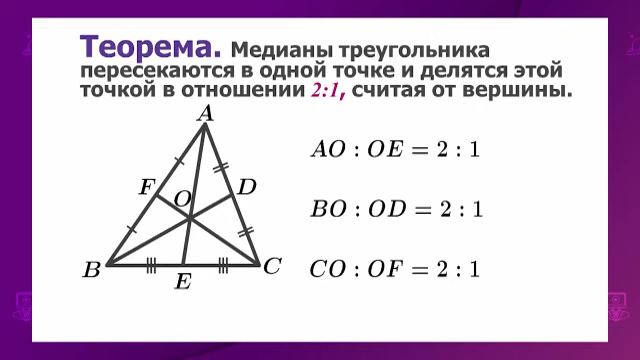 Теорема. Медианы треугольника
пересекаются в одной точке и делятся этой
точкой в отношении 2:1, считая от вершины.
A
AO : OE = 2 : 1
F
O
D
BO : OD = 2 : 1
B
E
C
CO : OF = 2 : 1